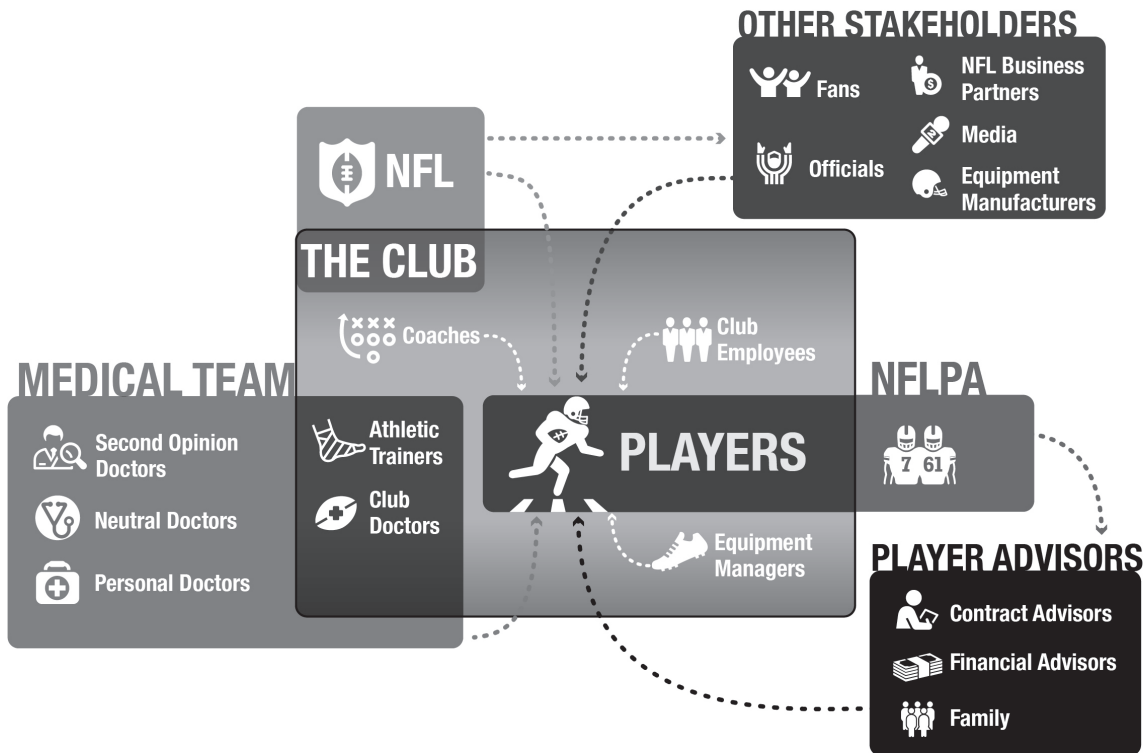 OTHER STAKEHOLDERS
Fans
Officials
NFL Business
Partners
Media
Equipment
Manufacturers
NFL
THE CLUB
Coaches
Club
Employees
MEDICAL TEAM
Second Opinion
Doctors
Neutral Doctors
Personal Doctors
Athletic
Trainers
Club
Doctors
PLAYERS
Equipment
Managers
NFLPA
7 61
PLAYER ADVISORS
Contract Advisors
Financial Advisors
Family